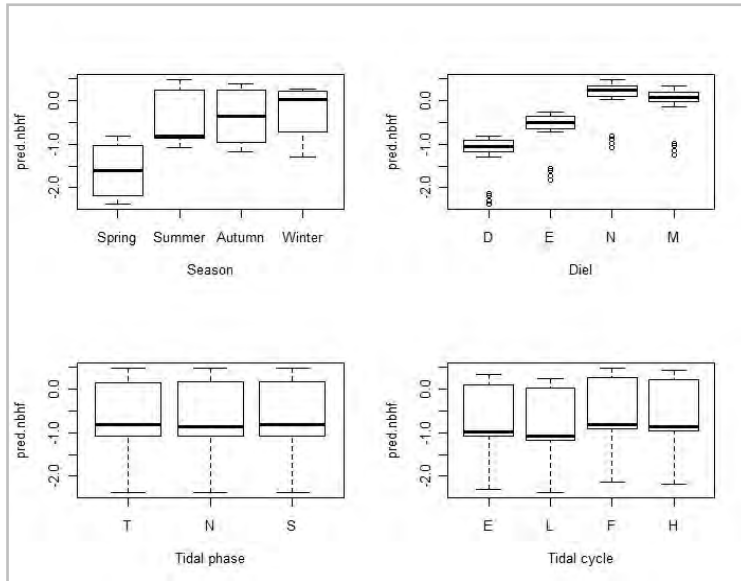 pred.nbhf
0.0
-1.0
-2.0
Spring Summer Autumn Winter
Season
pred.nbhf
0.0
-1.0
-2.0
D E N M
Diel
pred.nbhf
0.0
-1.0
-2.0
T N S
Tidal phase
pred.nbhf
0.0
-1.0
-2.0
E L F H
Tidal cycle